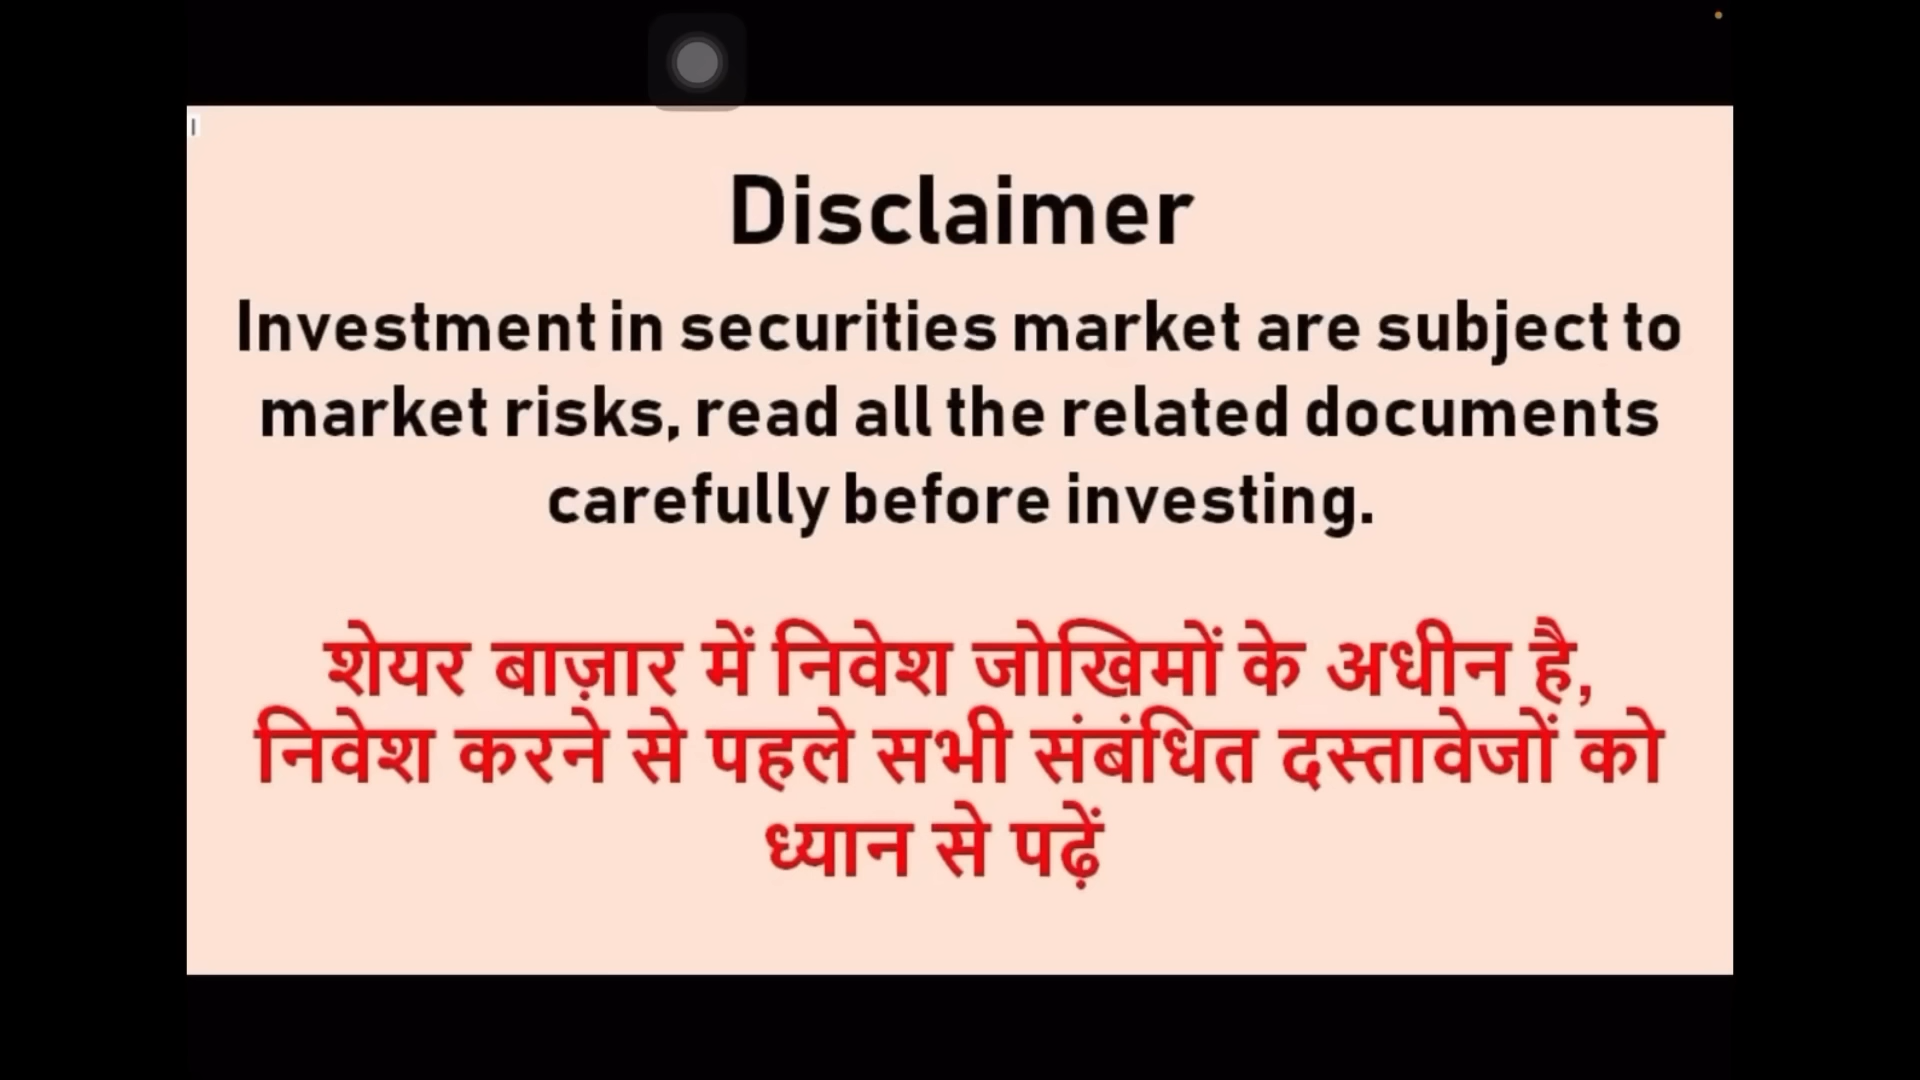 Disclaimer
Investment in securities market are subject to
market risks, read all the related documents
carefully before investing.
शेयर बाज़ार में निवेश जोखिमों के अधीन है,
निवेश करने से पहले सभी संबंधित दस्तावेजों को
ध्यान से पढ़ें